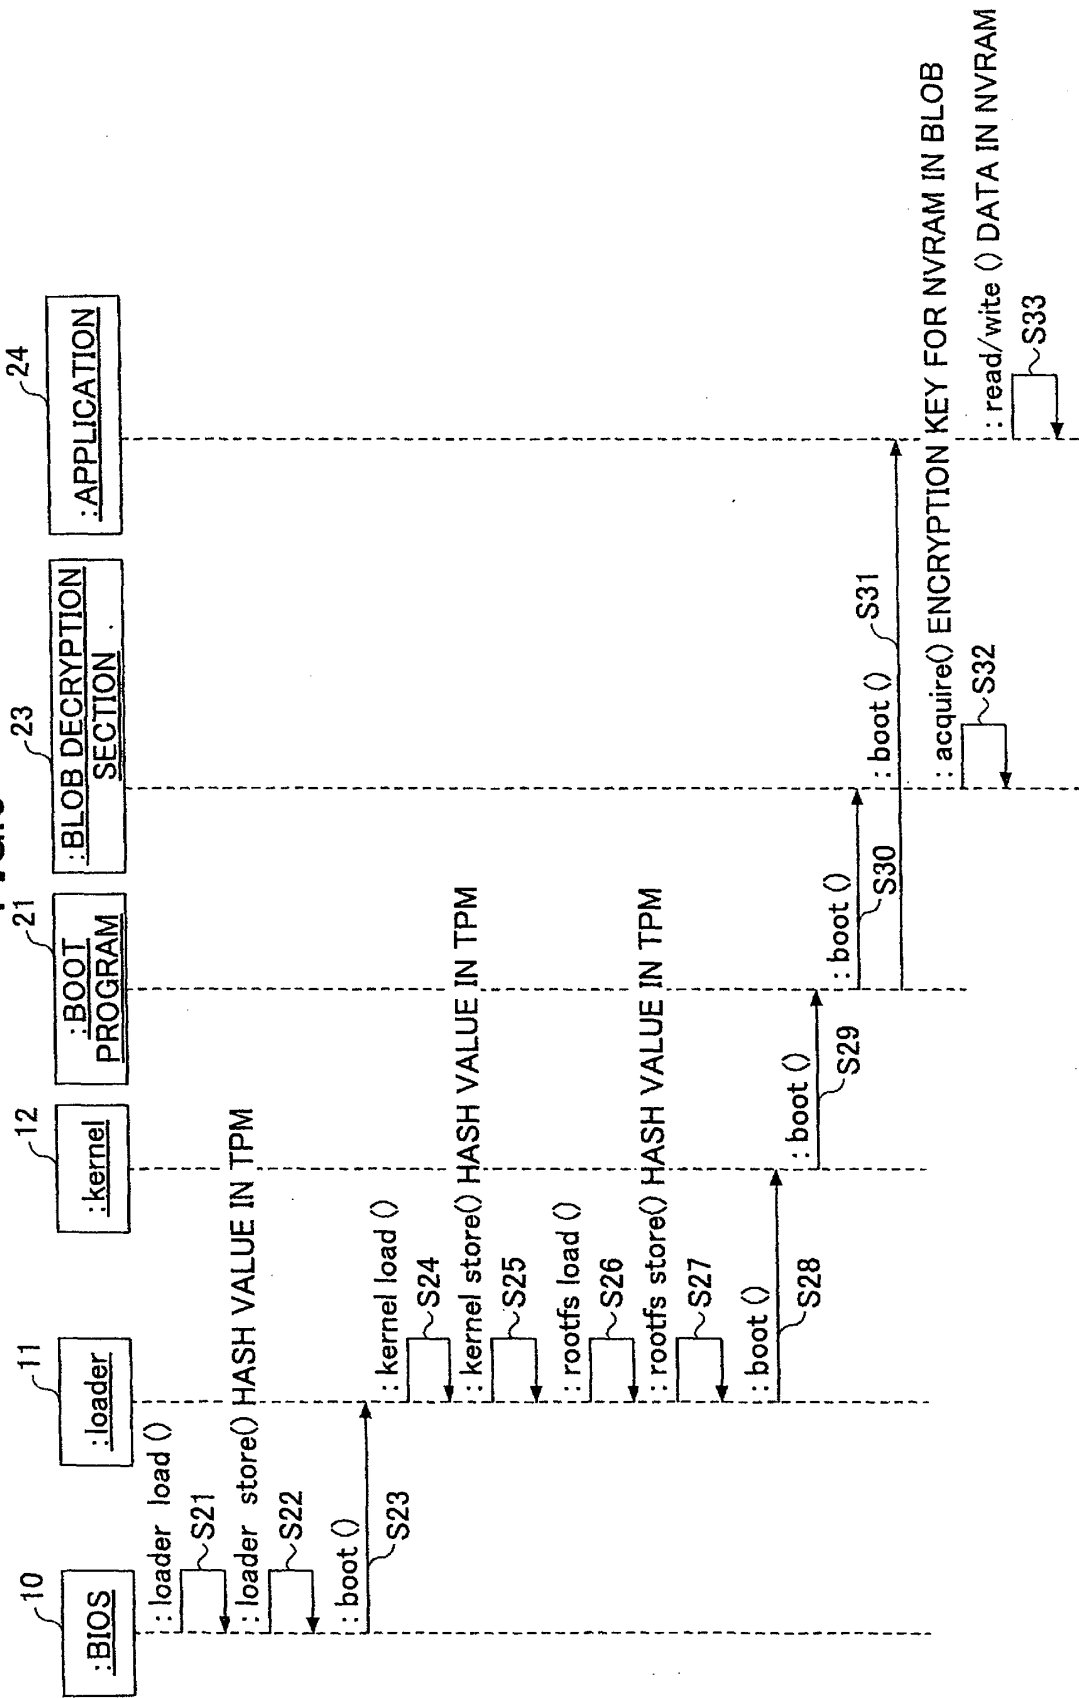 10
:BIOS
11
:loader
12
:kernel
21
:BOOT
PROGRAM
23
:BLOB DECRYPTION
SECTION
24
:APPLICATION
:loader load ()
S21
:loader store() HASH VALUE IN TPM
S22
:boot ()
S23
:kernel load ()
S24
:kernel store() HASH VALUE IN TPM
S25
:rootfs load ()
S26
:rootfs store() HASH VALUE IN TPM
S27
:boot ()
S28
:boot ()
S29
:boot ()
S30
:boot ()
S31
:acquire() ENCRYPTION KEY FOR NVRAM IN BLOB
S32
:read/wite () DATA IN NVRAM
S33